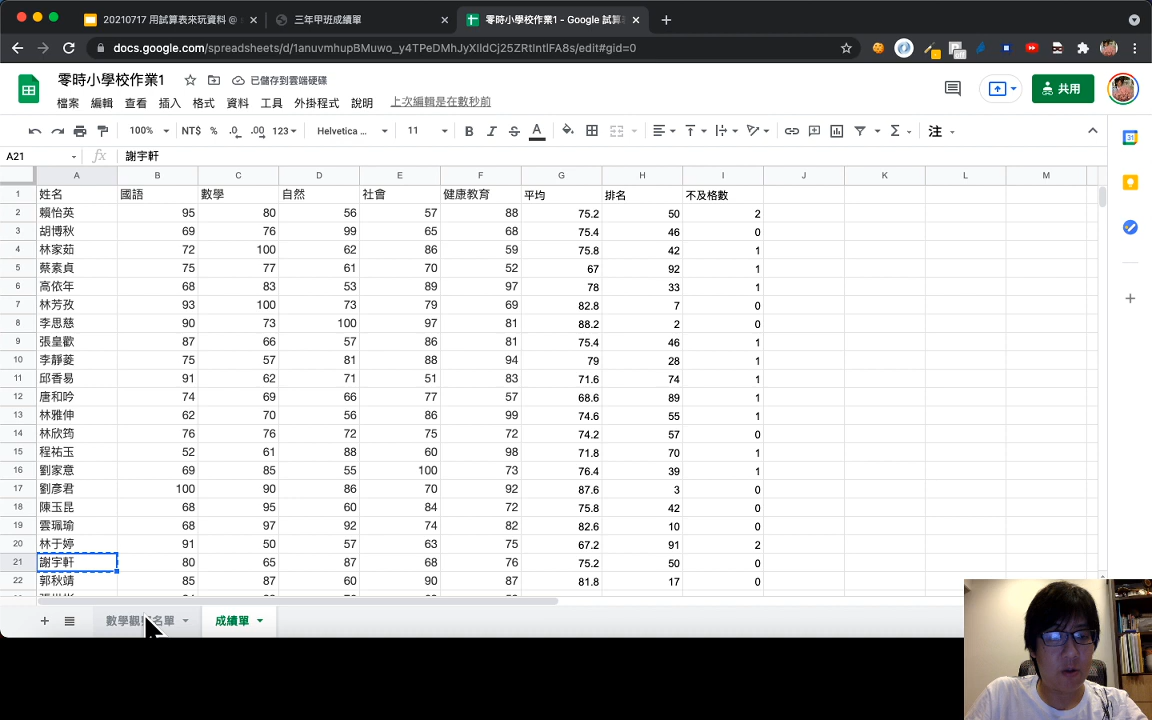 20210717 用試算表來玩資料 @
三年甲班成績單
零時小學校作業1 - Google 試算
docs.google.com/spreadsheets/d/1anuvmhupBMuwo_y4TPeDMhJyXIldCj25ZRtIntlFA8s/edit#gid=0
零時小學校作業1
已儲存到雲端硬碟
檔案 編輯 查看 插入 格式 資料 工具 外掛程式 說明 上次編輯是在數秒前
共用
100% NT$ % .0 .00 123 Helvetica ... 11 B I S A 注
A21 fx 謝宇軒
A B C D E F G H I J K L M
1 姓名 國語 數學 自然 社會 健康教育 平均 排名 不及格數
2 賴怡英 95 80 56 57 88 75.2 50 2
3 胡博秋 69 76 99 65 68 75.4 46 0
4 林家茹 72 100 62 86 59 75.8 42 1
5 蔡素貞 75 77 61 70 52 67 92 1
6 高依年 68 83 53 89 97 78 33 1
7 林芳孜 93 100 73 79 69 82.8 7 0
8 李思慈 90 73 100 97 81 88.2 2 0
9 張皇歡 87 66 57 86 81 75.4 46 1
10 李靜菱 75 57 81 88 94 79 28 1
11 邱香易 91 62 71 51 83 71.6 74 1
12 唐和吟 74 69 66 77 57 68.6 89 1
13 林雅伸 62 70 56 86 99 74.6 55 1
14 林欣筠 76 76 72 75 72 74.2 57 0
15 程祐玉 52 61 88 60 98 71.8 70 1
16 劉家意 69 85 55 100 73 76.4 39 1
17 劉彥君 100 90 86 70 92 87.6 3 0
18 陳玉昆 68 95 60 84 72 75.8 42 0
19 雲珮瑜 68 97 92 74 82 82.6 10 0
20 林于婷 91 50 57 63 75 67.2 91 2
21 謝宇軒 80 65 87 68 76 75.2 50 0
22 郭秋靖 85 87 60 90 87 81.8 17 0
數學觀 名單 成績單